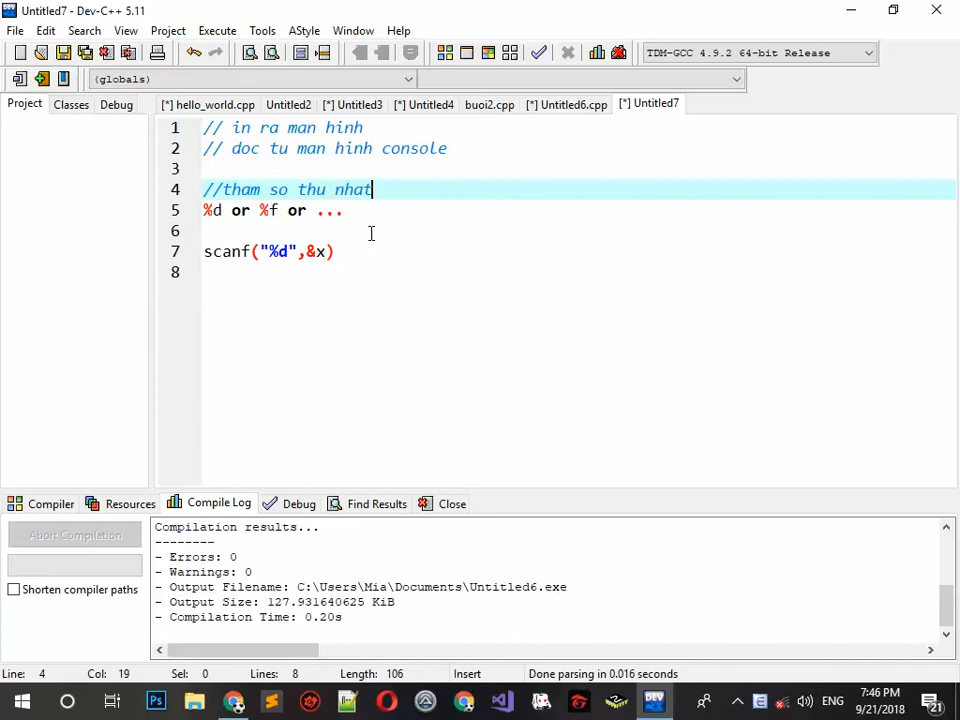 Untitled7 - Dev-C++ 5.11
File Edit Search View Project Execute Tools AStyle Window Help
TDM-GCC 4.9.2 64-bit Release
(globals)
Project Classes Debug [*] hello_world.cpp Untitled2 [*] Untitled3 [*] Untitled4 buoi2.cpp [*] Untitled6.cpp [*] Untitled7
1 // in ra man hinh
2 // doc tu man hinh console
3
4 //tham so thu nhat
5 %d or %f or ...
6
7 scanf("%d",&x)
8
Compiler Resources Compile Log Debug Find Results Close
Abort Compilation
Shorten compiler paths
Compilation results...
--------
- Errors: 0
- Warnings: 0
- Output Filename: C:\Users\Mia\Documents\Untitled6.exe
- Output Size: 127.931640625 KiB
- Compilation Time: 0.20s
Line: 4 Col: 19 Sel: 0 Lines: 8 Length: 106 Insert Done parsing in 0.016 seconds
Ps DEV ENG 7:46 PM
9/21/2018 21